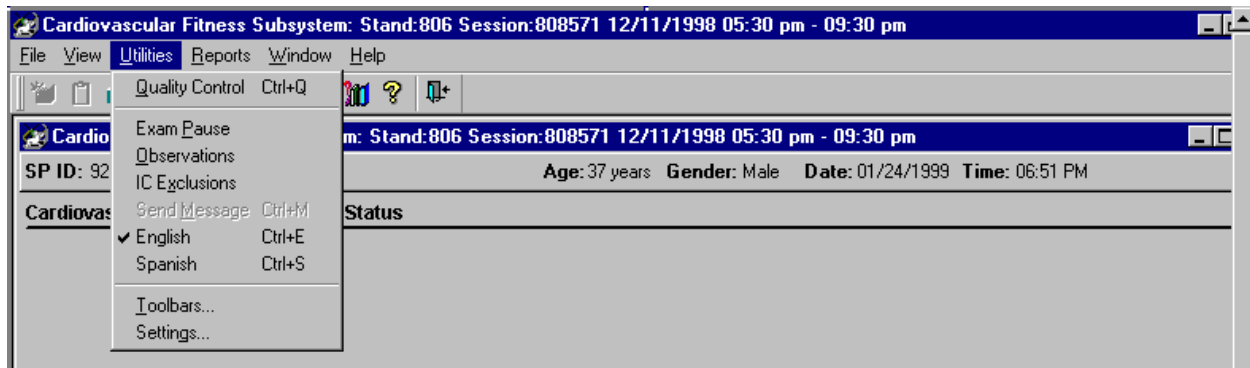 Cardiovascular Fitness Subsystem: Stand:806 Session:808571 12/11/1998 05:30 pm - 09:30 pm
File View Utilities Reports Window Help
Quality Control Ctrl+Q
Exam Pause
Cardio m: Stand:806 Session:808571 12/11/1998 05:30 pm - 09:30 pm
Observations
SP ID: 92 Age: 37 years Gender: Male Date: 01/24/1999 Time: 06:51 PM
IC Exclusions
Send Message Ctrl+M
Cardiovas Status
English Ctrl+E
Spanish Ctrl+S
Toolbars...
Settings...